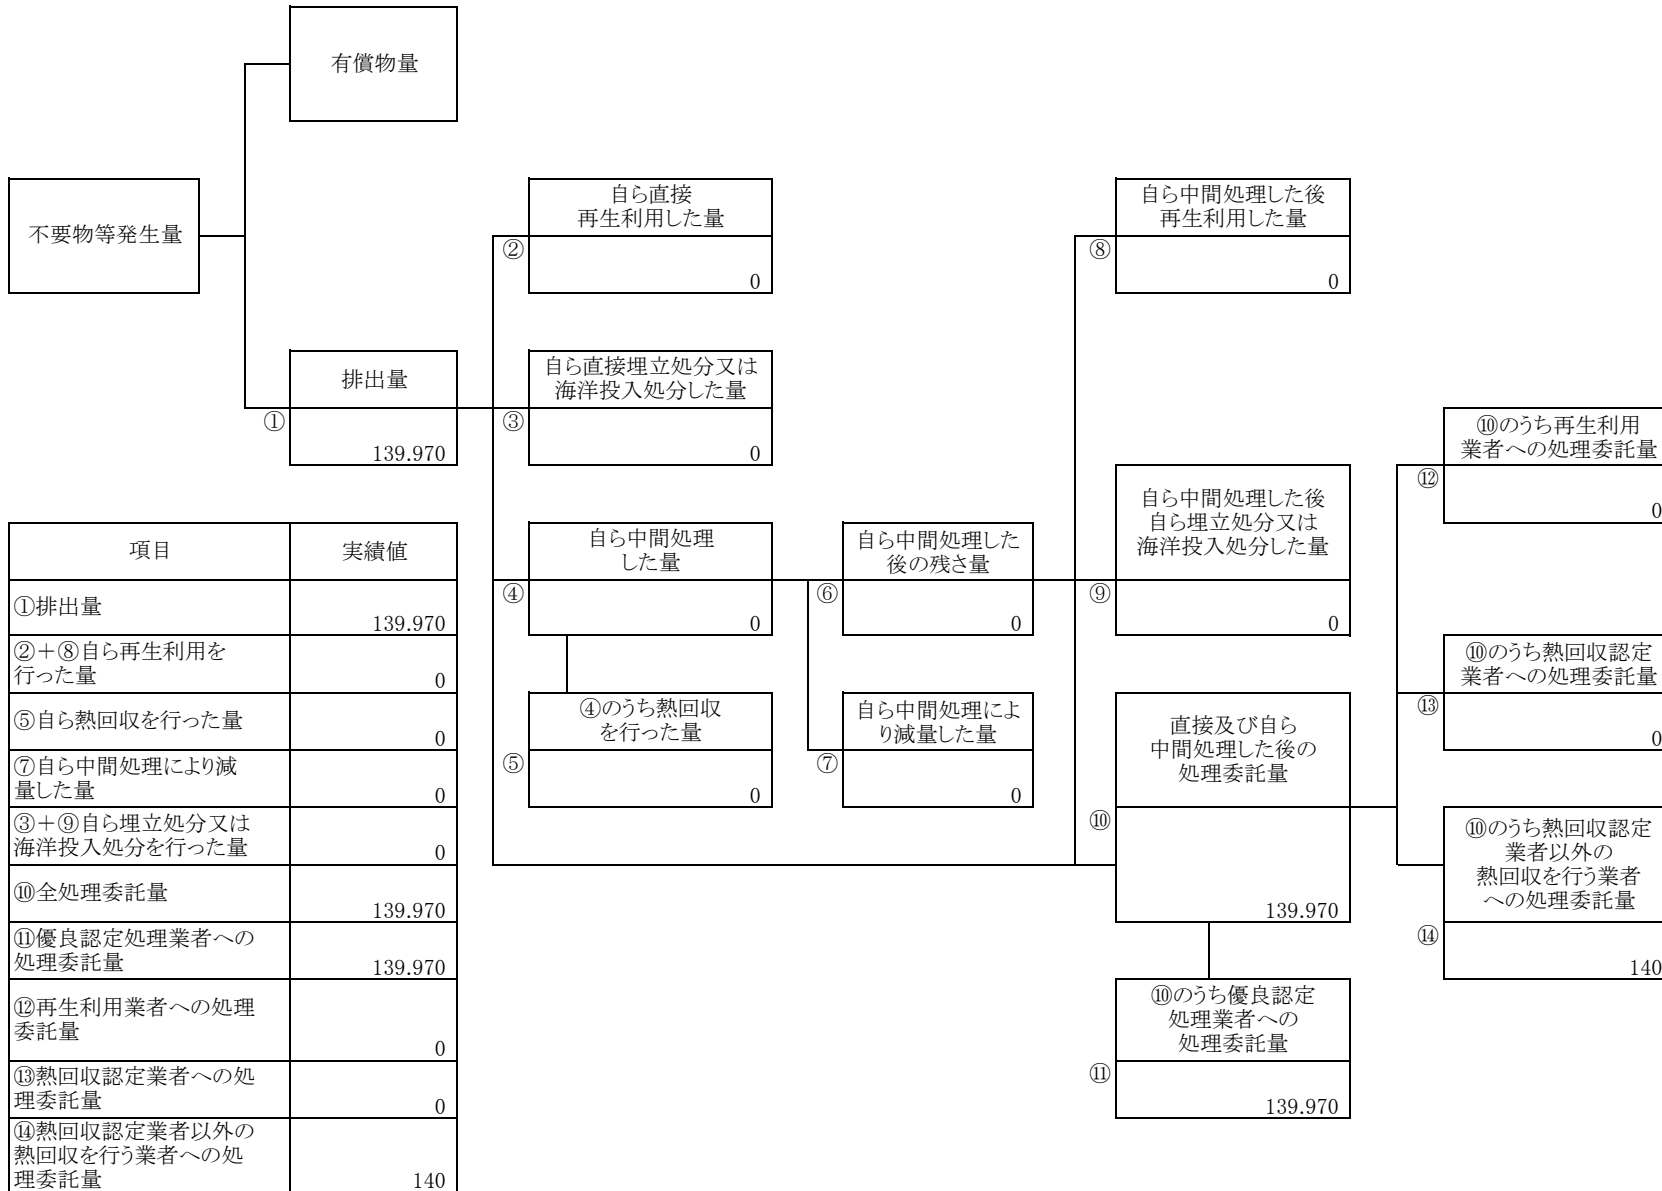 有償物量
不要物等発生量
自ら直接
再生利用した量
②
0
自ら中間処理した後
再生利用した量
⑧
0
排出量
①
139.970
自ら直接埋立処分又は
海洋投入処分した量
③
0
自ら中間処理
した量
④
0
自ら中間処理した
後の残さ量
⑥
0
自ら中間処理した後
自ら埋立処分又は
海洋投入処分した量
⑨
0
④のうち熱回収
を行った量
⑤
0
自ら中間処理によ
り減量した量
⑦
0
直接及び自ら
中間処理した後の
処理委託量
⑩
139.970
⑩のうち優良認定
処理業者への
処理委託量
⑪
139.970
⑩のうち再生利用
業者への処理委託量
⑫
0
⑩のうち熱回収認定
業者への処理委託量
⑬
0
⑩のうち熱回収認定
業者以外の
熱回収を行う業者
への処理委託量
⑭
140
項目 実績値
①排出量
139.970
②+⑧自ら再生利用を
行った量 0
⑤自ら熱回収を行った量
0
⑦自ら中間処理により減
量した量 0
③+⑨自ら埋立処分又は
海洋投入処分を行った量 0
⑩全処理委託量
139.970
⑪優良認定処理業者への
処理委託量 139.970
⑫再生利用業者への処理
委託量
0
⑬熱回収認定業者への処
理委託量 0
⑭熱回収認定業者以外の
熱回収を行う業者への処
理委託量 140